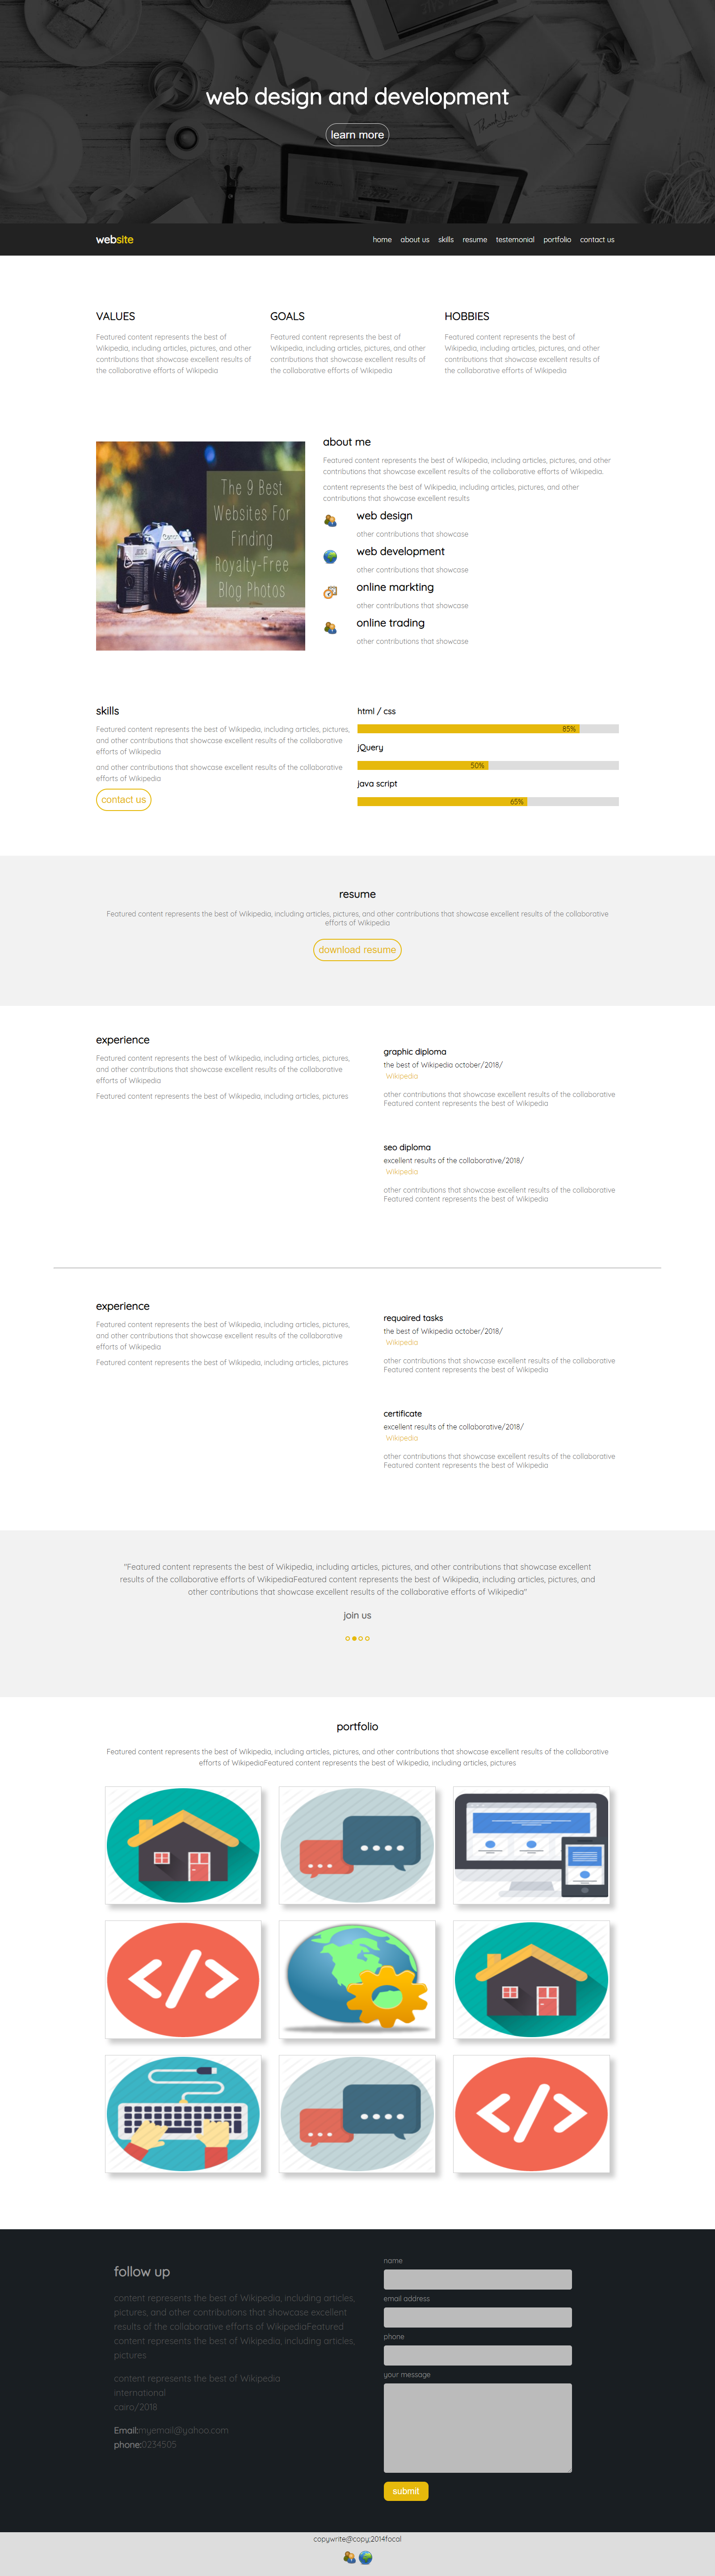 web design and development
learn more
website
home about us skills resume testemonial portfolio contact us
VALUES
Featured content represents the best of
Wikipedia, including articles, pictures, and other
contributions that showcase excellent results of
the collaborative efforts of Wikipedia
GOALS
Featured content represents the best of
Wikipedia, including articles, pictures, and other
contributions that showcase excellent results of
the collaborative efforts of Wikipedia
HOBBIES
Featured content represents the best of
Wikipedia, including articles, pictures, and other
contributions that showcase excellent results of
the collaborative efforts of Wikipedia
The 9 Best
Websites For
Finding
Royalty-Free
Blog Photos
about me
Featured content represents the best of Wikipedia, including articles, pictures, and other
contributions that showcase excellent results of the collaborative efforts of Wikipedia.
content represents the best of Wikipedia, including articles, pictures, and other
contributions that showcase excellent results
web design
other contributions that showcase
web development
other contributions that showcase
online markting
other contributions that showcase
online trading
other contributions that showcase
skills
Featured content represents the best of Wikipedia, including articles, pictures,
and other contributions that showcase excellent results of the collaborative
efforts of Wikipedia
and other contributions that showcase excellent results of the collaborative
efforts of Wikipedia
contact us
html / css
85%
jQuery
50%
java script
65%
resume
Featured content represents the best of Wikipedia, including articles, pictures, and other contributions that showcase excellent results of the collaborative
efforts of Wikipedia
download resume
experience
Featured content represents the best of Wikipedia, including articles, pictures,
and other contributions that showcase excellent results of the collaborative
efforts of Wikipedia
Featured content represents the best of Wikipedia, including articles, pictures
graphic diploma
the best of Wikipedia october/2018/
Wikipedia
other contributions that showcase excellent results of the collaborative
Featured content represents the best of Wikipedia
seo diploma
excellent results of the collaborative/2018/
Wikipedia
other contributions that showcase excellent results of the collaborative
Featured content represents the best of Wikipedia
experience
Featured content represents the best of Wikipedia, including articles, pictures,
and other contributions that showcase excellent results of the collaborative
efforts of Wikipedia
Featured content represents the best of Wikipedia, including articles, pictures
requaired tasks
the best of Wikipedia october/2018/
Wikipedia
other contributions that showcase excellent results of the collaborative
Featured content represents the best of Wikipedia
certificate
excellent results of the collaborative/2018/
Wikipedia
other contributions that showcase excellent results of the collaborative
Featured content represents the best of Wikipedia
"Featured content represents the best of Wikipedia, including articles, pictures, and other contributions that showcase excellent
results of the collaborative efforts of WikipediaFeatured content represents the best of Wikipedia, including articles, pictures, and
other contributions that showcase excellent results of the collaborative efforts of Wikipedia"
join us
portfolio
Featured content represents the best of Wikipedia, including articles, pictures, and other contributions that showcase excellent results of the collaborative
efforts of WikipediaFeatured content represents the best of Wikipedia, including articles, pictures
follow up
content represents the best of Wikipedia, including articles,
pictures, and other contributions that showcase excellent
results of the collaborative efforts of WikipediaFeatured
content represents the best of Wikipedia, including articles,
pictures
content represents the best of Wikipedia
international
cairo/2018
Email:myemail@yahoo.com
phone:0234505
name
email address
phone
your message
submit
copywrite@copy;2014focal